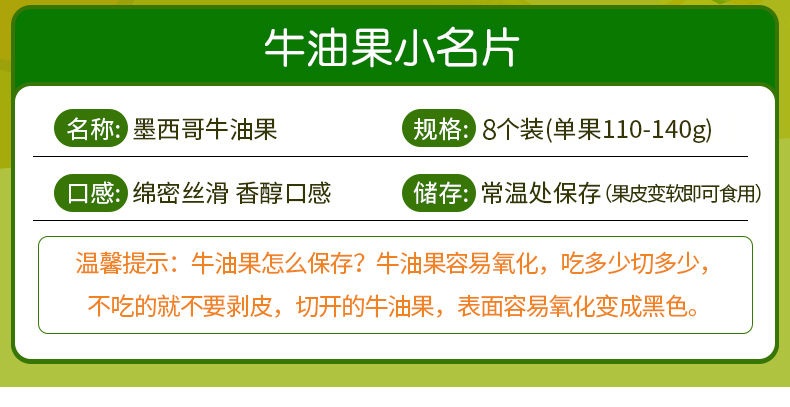 牛油果小名片
名称: 墨西哥牛油果
规格: 8个装(单果110-140g)
口感: 绵密丝滑 香醇口感
储存: 常温处保存(果皮变软即可食用)
温馨提示：牛油果怎么保存？牛油果容易氧化，吃多少切多少，
不吃的就不要剥皮，切开的牛油果，表面容易氧化变成黑色。